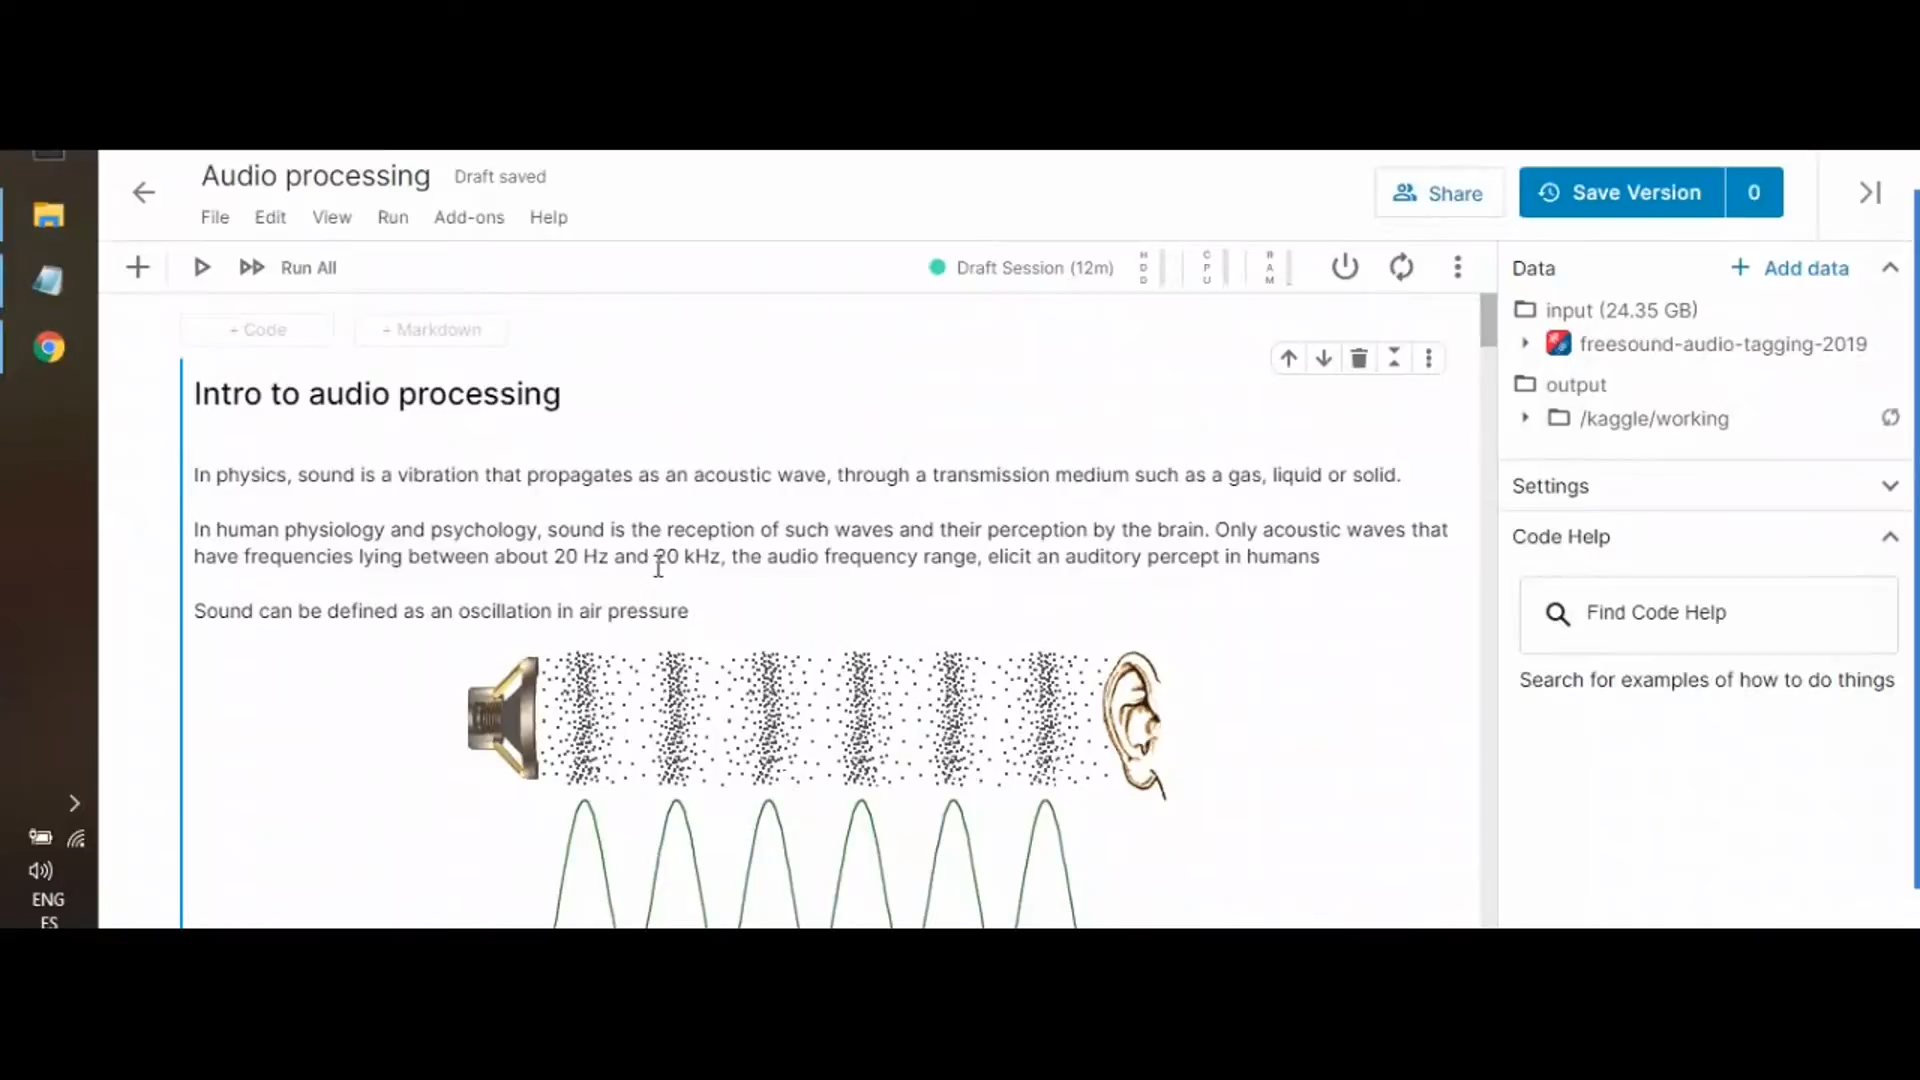 Audio processing Draft saved
File Edit View Run Add-ons Help
Share
Save Version 0
Run All
Draft Session (12m)
HDD
CPU
RAM
+ Code + Markdown
Intro to audio processing
In physics, sound is a vibration that propagates as an acoustic wave, through a transmission medium such as a gas, liquid or solid.
In human physiology and psychology, sound is the reception of such waves and their perception by the brain. Only acoustic waves that
have frequencies lying between about 20 Hz and 20 kHz, the audio frequency range, elicit an auditory percept in humans
Sound can be defined as an oscillation in air pressure
Data
+ Add data
input (24.35 GB)
freesound-audio-tagging-2019
output
/kaggle/working
Settings
Code Help
Find Code Help
Search for examples of how to do things
ENG
ES